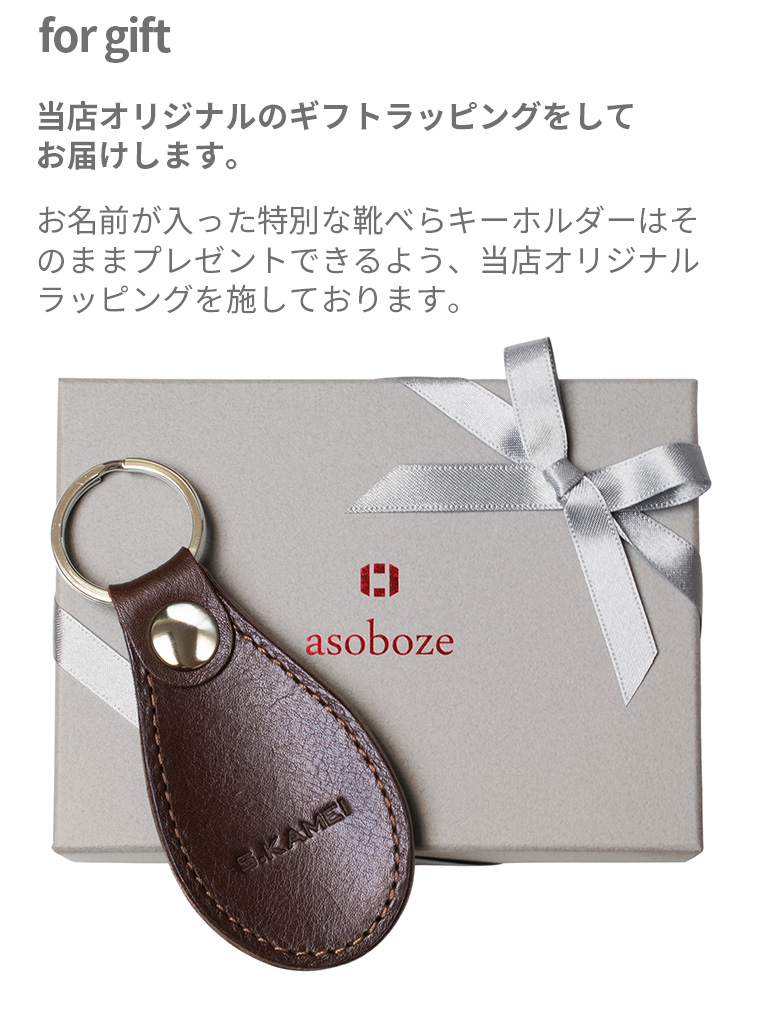 for gift
当店オリジナルのギフトラッピングをして
お届けします。
お名前が入った特別な靴べらキーホルダーはそ
のままプレゼントできるよう、当店オリジナル
ラッピングを施しております。
asoboze
S.KAMEI